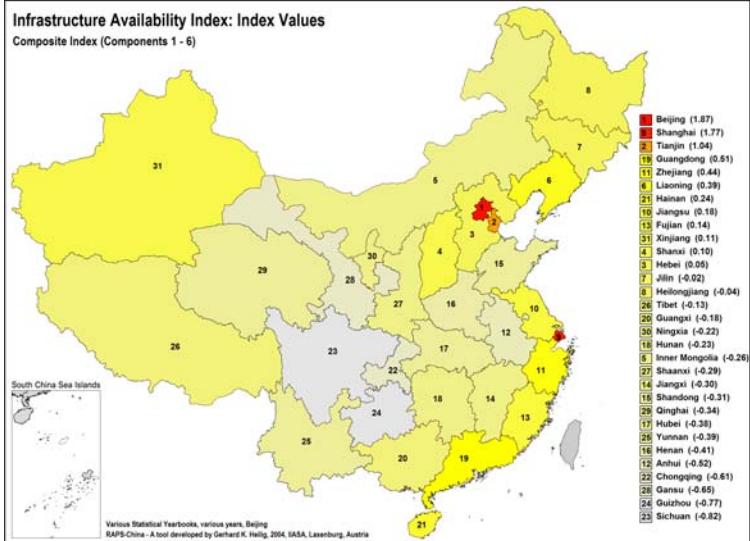 Infrastructure Availability Index: Index Values
Composite Index (Components 1 - 6)
8
7
31
5
6
1
2
3
4
30
29
28
15
27
16
10
26
12
9
23
17
22
11
24
18
14
13
25
20
19
21
1 Beijing (1.87)
9 Shanghai (1.77)
2 Tianjin (1.04)
19 Guangdong (0.51)
11 Zhejiang (0.44)
6 Liaoning (0.39)
21 Hainan (0.24)
10 Jiangsu (0.18)
13 Fujian (0.14)
31 Xinjiang (0.11)
4 Shanxi (0.10)
3 Hebei (0.05)
7 Jilin (-0.02)
8 Heilongjiang (-0.04)
26 Tibet (-0.13)
20 Guangxi (-0.18)
30 Ningxia (-0.22)
18 Hunan (-0.23)
5 Inner Mongolia (-0.26)
27 Shaanxi (-0.29)
14 Jiangxi (-0.30)
15 Shandong (-0.31)
29 Qinghai (-0.34)
17 Hubei (-0.38)
25 Yunnan (-0.39)
16 Henan (-0.41)
12 Anhui (-0.52)
22 Chongqing (-0.61)
28 Gansu (-0.65)
24 Guizhou (-0.77)
23 Sichuan (-0.82)
South China Sea Islands
Various Statistical Yearbooks, various years, Beijing
RAPS-China - A tool developed by Gerhard K. Heilig, 2004, IIASA, Laxenburg, Austria